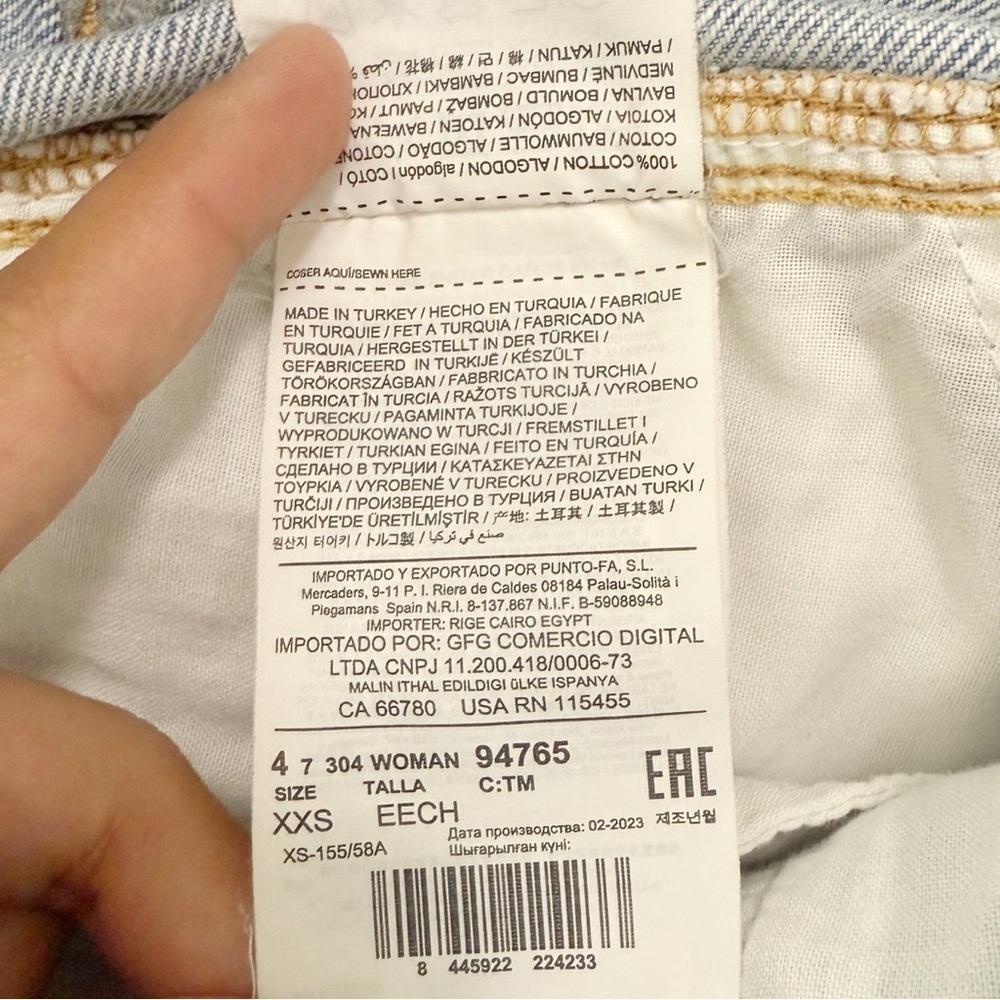 100% COTTON / ALGODON / algodón I COTÓ /
COTON / BAUMWOLLE / ALGODÃO / COTONE
KOTOIA / ALGODÓN / KATOEN / BAWEŁNA
BAVLNA / BOMULD / BOMBAŽ / PAMUT /
MEDVILNĖ / BUMBAC / BAMBAKI / ХЛОПОК
/ PAMUK / KATUN / 棉 / 면 / 綿 / 棉花 / قطن %
COSER AQUÍ/SEWN HERE
MADE IN TURKEY / HECHO EN TURQUIA / FABRIQUE
EN TURQUIE / FET A TURQUIA / FABRICADO NA
TURQUIA / HERGESTELLT IN DER TÜRKEI /
GEFABRICEERD IN TURKIJË / KÉSZÜLT
TÖRÖKORSZÁGBAN / FABBRICATO IN TURCHIA /
FABRICAT ÎN TURCIA / RAŽOTS TURCIJĀ / VYROBENO
V TURECKU / PAGAMINTA TURKIJOJE /
WYPRODUKOWANO W TURCJI / FREMSTILLET I
TYRKIET / TURKIAN EGINA / FEITO EN TURQUÍA /
СДЕЛАНО В ТУРЦИИ / ΚΑΤΑΣΚΕΥΑΖΕΤΑΙ ΣΤΗΝ
ΤΟΥΡΚΙΑ / VYROBENÉ V TURECKU / PROIZVEDENO V
TURČIJI / ПРОИЗВЕДЕНО В ТУРЦИЯ / BUATAN TURKI /
TÜRKİYE'DE ÜRETİLMİŞTİR / 产地: 土耳其 / 土耳其製 /
원산지 터어키 / トルコ製 / صنع في تركيا
IMPORTADO Y EXPORTADO POR PUNTO-FA, S.L.
Mercaders, 9-11 P. I. Riera de Caldes 08184 Palau-Solità i
Plegamans Spain N.R.I. 8-137.867 N.I.F. B-59088948
IMPORTER: RIGE CAIRO EGYPT
IMPORTADO POR: GFG COMERCIO DIGITAL
LTDA CNPJ 11.200.418/0006-73
MALIN ITHAL EDILDIGI üLKE ISPANYA
CA 66780 USA RN 115455
4 7 304 WOMAN 94765
EAC
SIZE TALLA C:TM
XXS EECH
Дата производства: 02-2023 제조년월
XS-155/58A
Шығарылған күні:
8 445922 224233